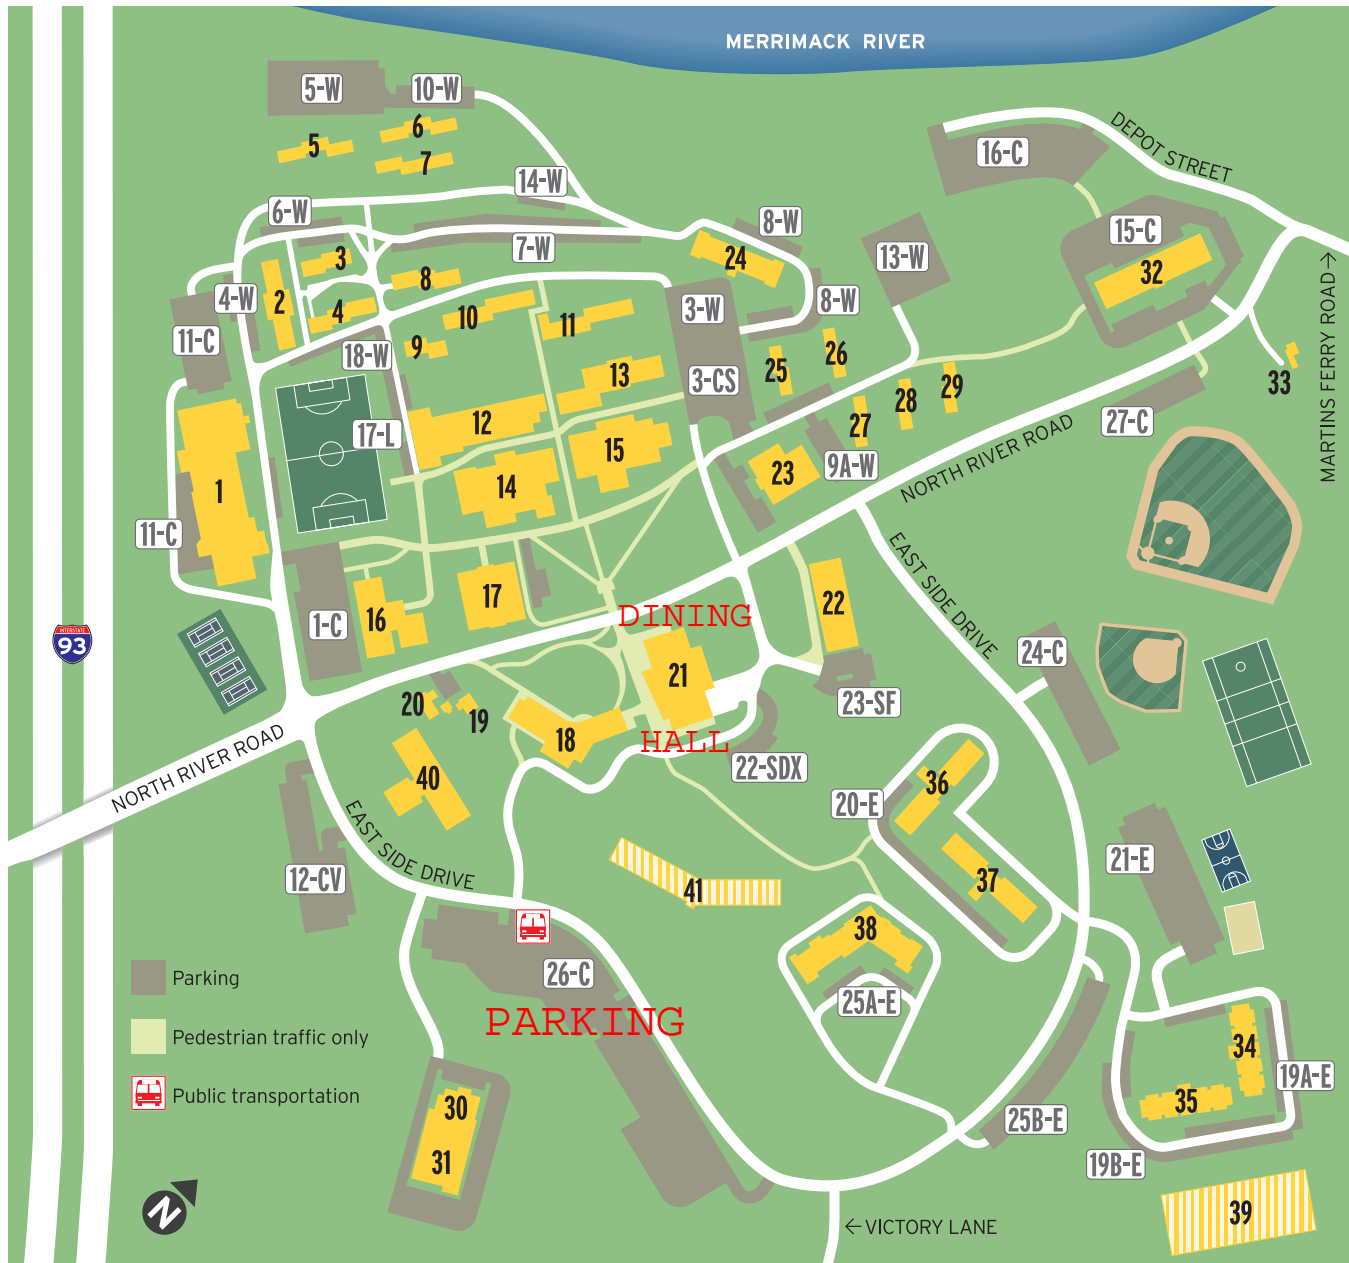 MERRIMACK RIVER
5-W
10-W
6
5
7
DEPOT STREET
16-C
14-W
6-W
8-W
15-C
7-W
3
24
13-W
32
8
4-W
2
3-W
8-W
4
10
11
11-C
18-W
9
26
25
13
3-CS
29
33
28
MARTINS FERRY ROAD→
12
17-L
27
27-C
15
23
9A-W
NORTH RIVER ROAD
1
14
11-C
EAST SIDE DRIVE
17
22
DINING
16
1-C
INTERSTATE
93
24-C
21
20
19
23-SF
18
HALL
22-SDX
NORTH RIVER ROAD
40
36
20-E
EAST SIDE DRIVE
12-CV
21-E
37
41
38
26-C
Parking
25A-E
PARKING
Pedestrian traffic only
34
19A-E
Public transportation
30
35
25B-E
31
19B-E
N
39
←VICTORY LANE